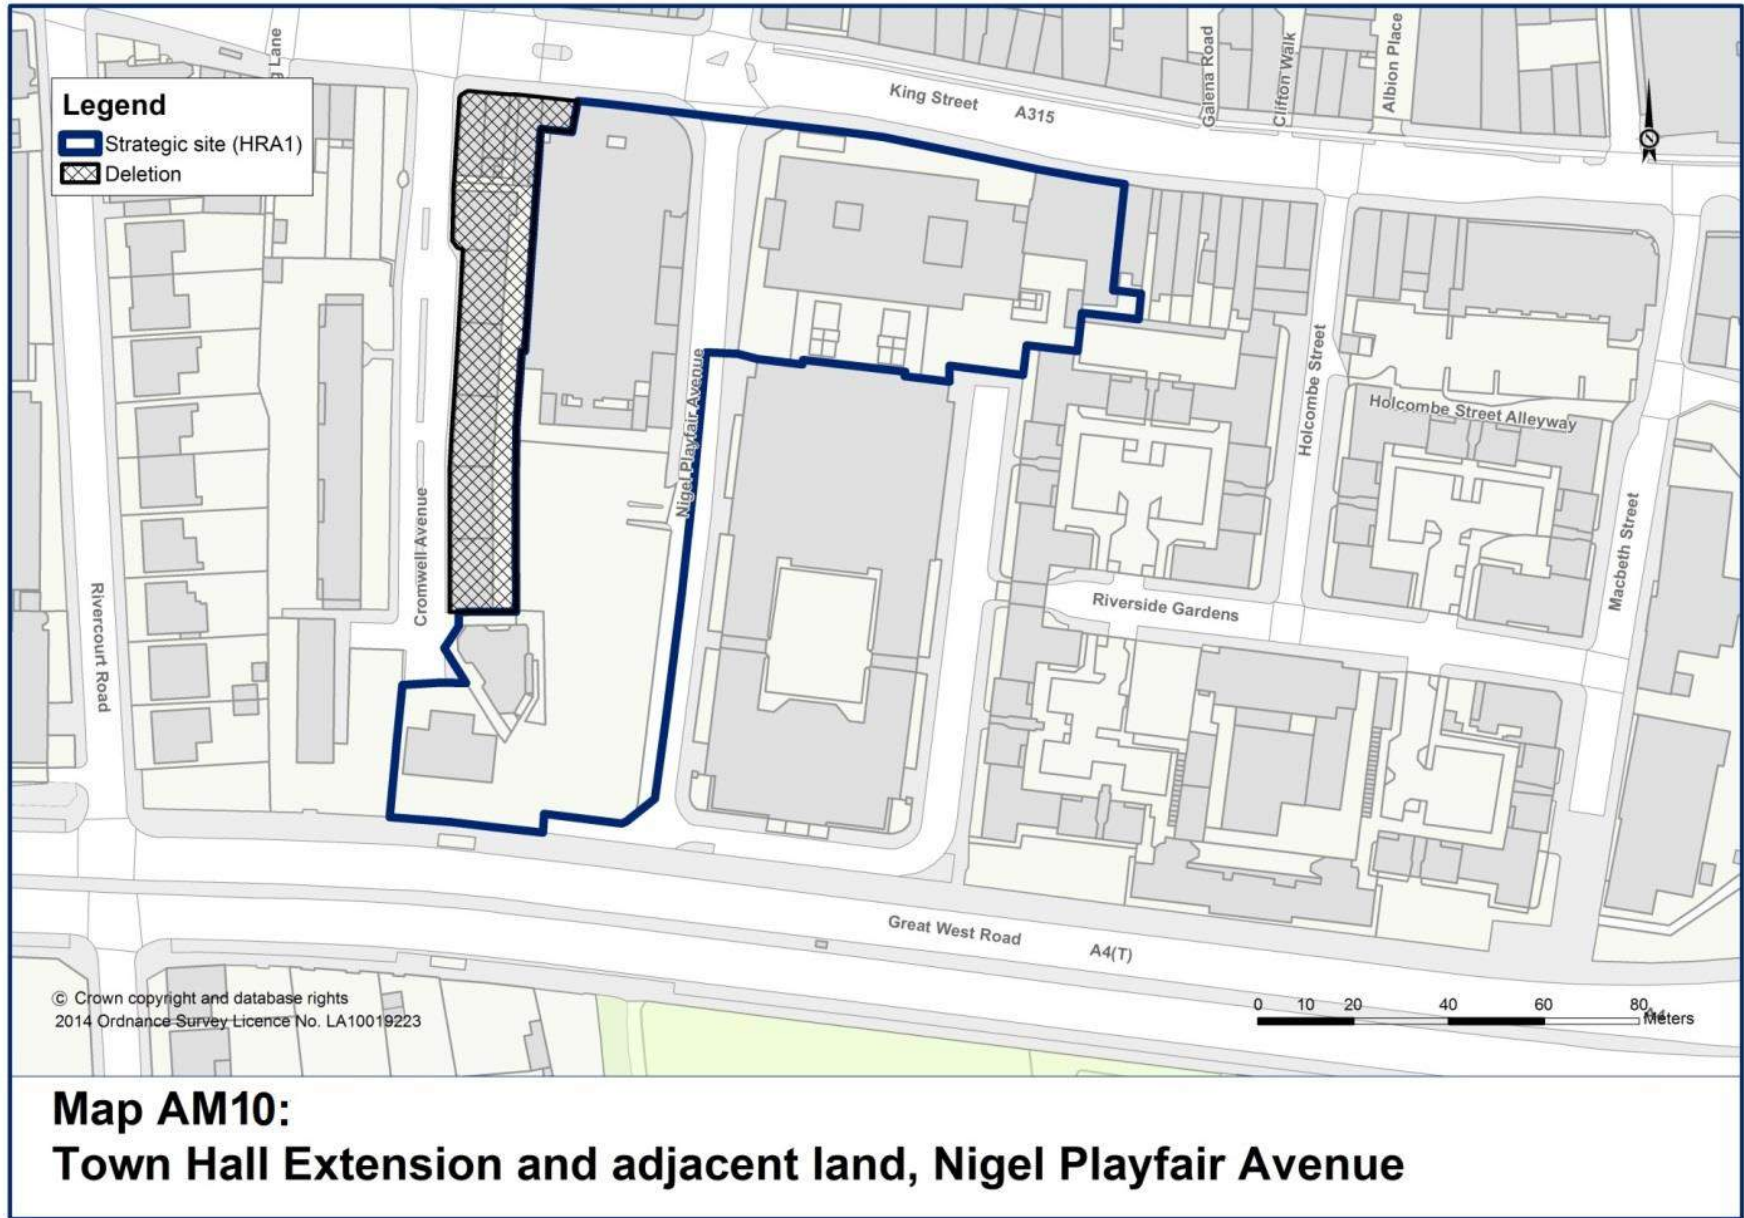 Legend
Strategic site (HRA1)
Deletion
Lane
King Street A315
Galena Road
Clifton Walk
Albion Place
Rivercourt Road
Cromwell Avenue
Nigel Playfair Avenue
Holcombe Street
Holcombe Street Alleyway
Macbeth Street
Riverside Gardens
Great West Road A4(T)
© Crown copyright and database rights
2014 Ordnance Survey Licence No. LA10019223
0 10 20 40 60 80
Meters
Map AM10:
Town Hall Extension and adjacent land, Nigel Playfair Avenue